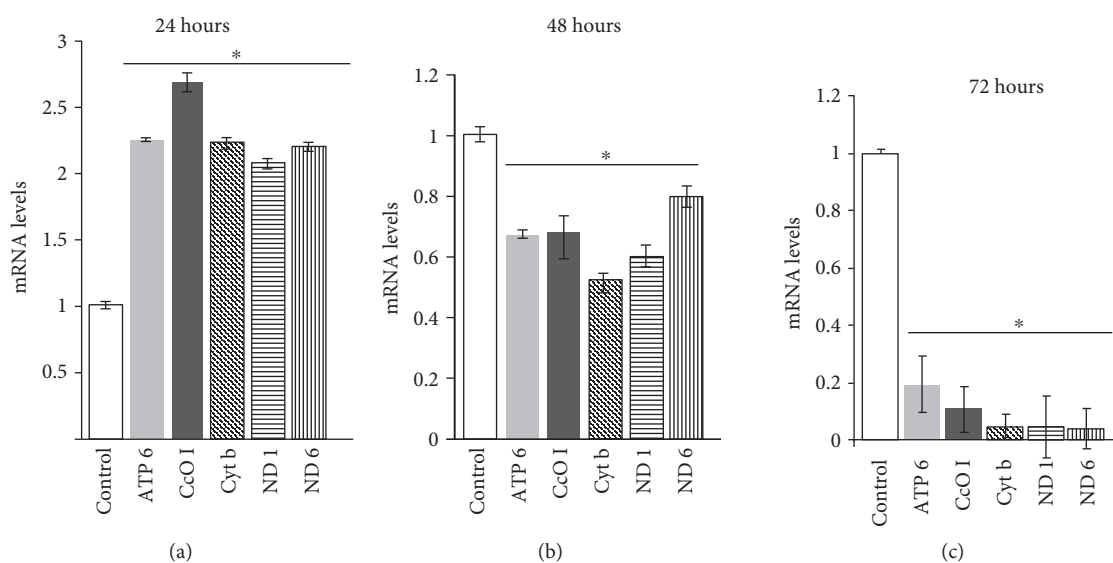 24 hours
3
2.5
2
1.5
1
0.5
mRNA levels
*
Control
ATP 6
CcO I
Cyt b
ND 1
ND 6
(a)
48 hours
1.2
1
0.8
0.6
0.4
0.2
0
mRNA levels
*
Control
ATP 6
CcO I
Cyt b
ND 1
ND 6
(b)
72 hours
1.2
1
0.8
0.6
0.4
0.2
0
mRNA levels
*
Control
ATP 6
CcO I
Cyt b
ND 1
ND 6
(c)